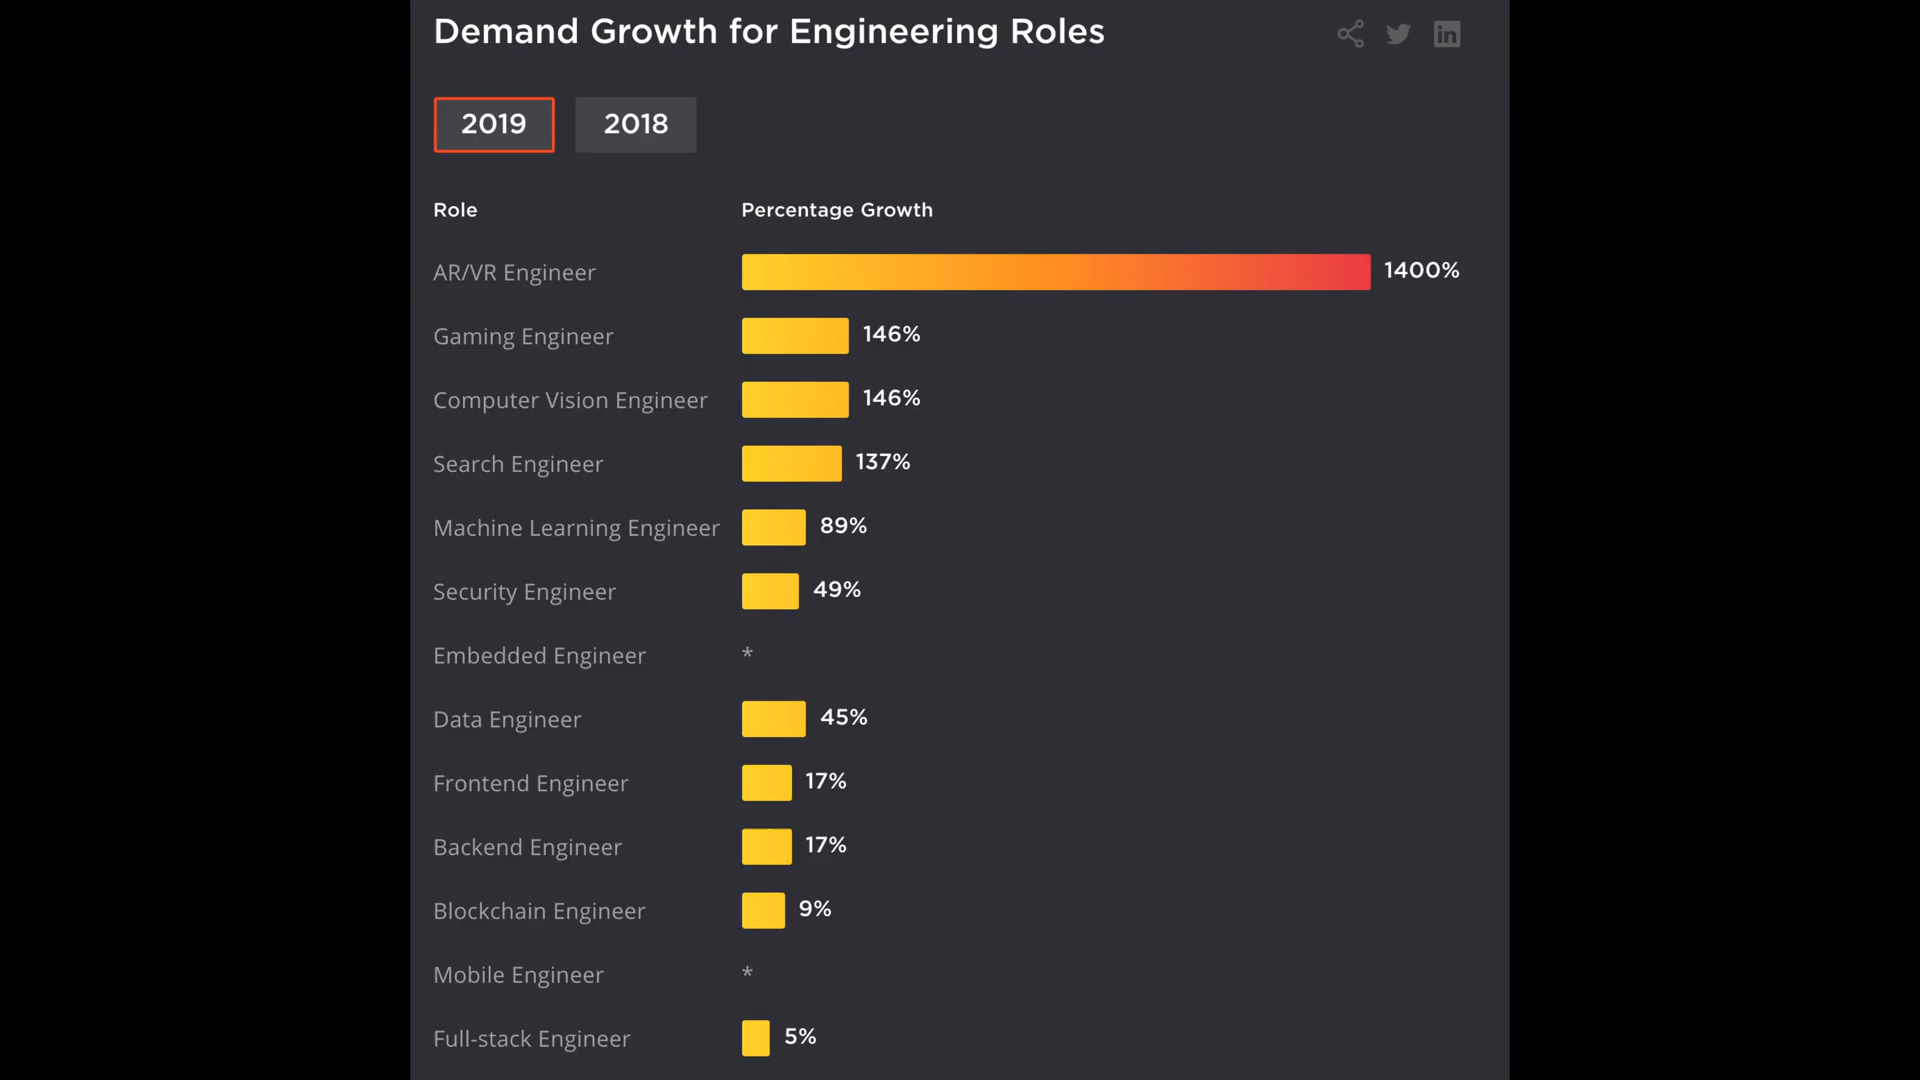 Demand Growth for Engineering Roles
in
2019 2018
Role Percentage Growth
AR/VR Engineer 1400%
Gaming Engineer 146%
Computer Vision Engineer 146%
Search Engineer 137%
Machine Learning Engineer 89%
Security Engineer 49%
Embedded Engineer *
Data Engineer 45%
Frontend Engineer 17%
Backend Engineer 17%
Blockchain Engineer 9%
Mobile Engineer *
Full-stack Engineer 5%